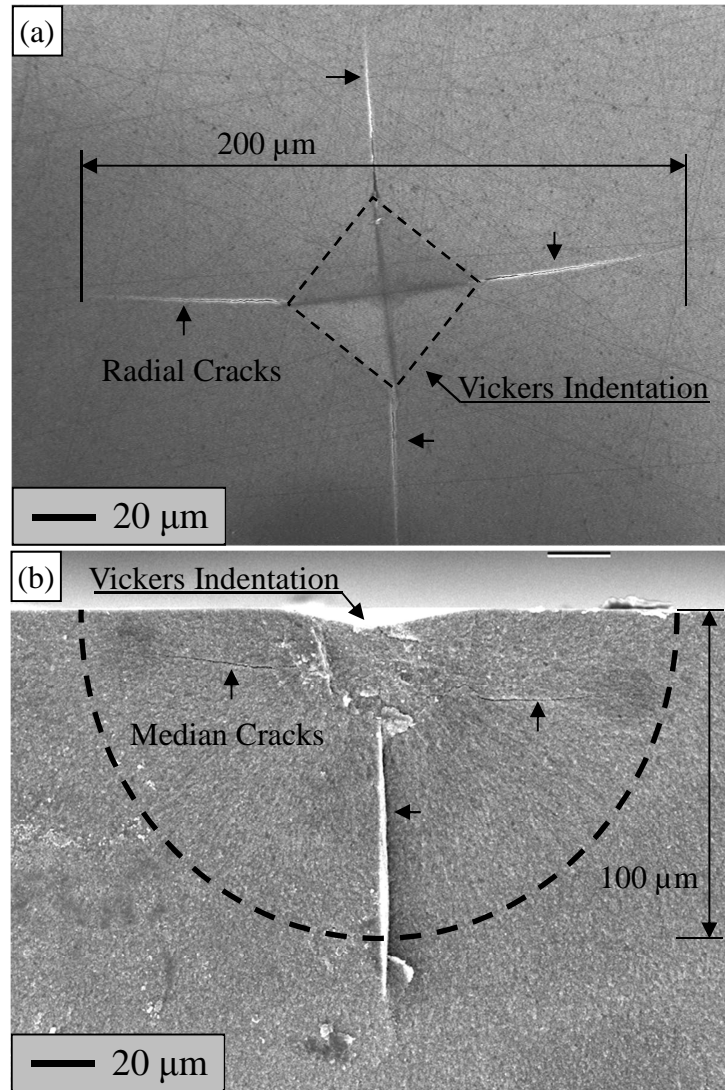 (a)
200 µm
Radial Cracks
Vickers Indentation
20 µm
(b)
Vickers Indentation
Median Cracks
100 µm
20 µm